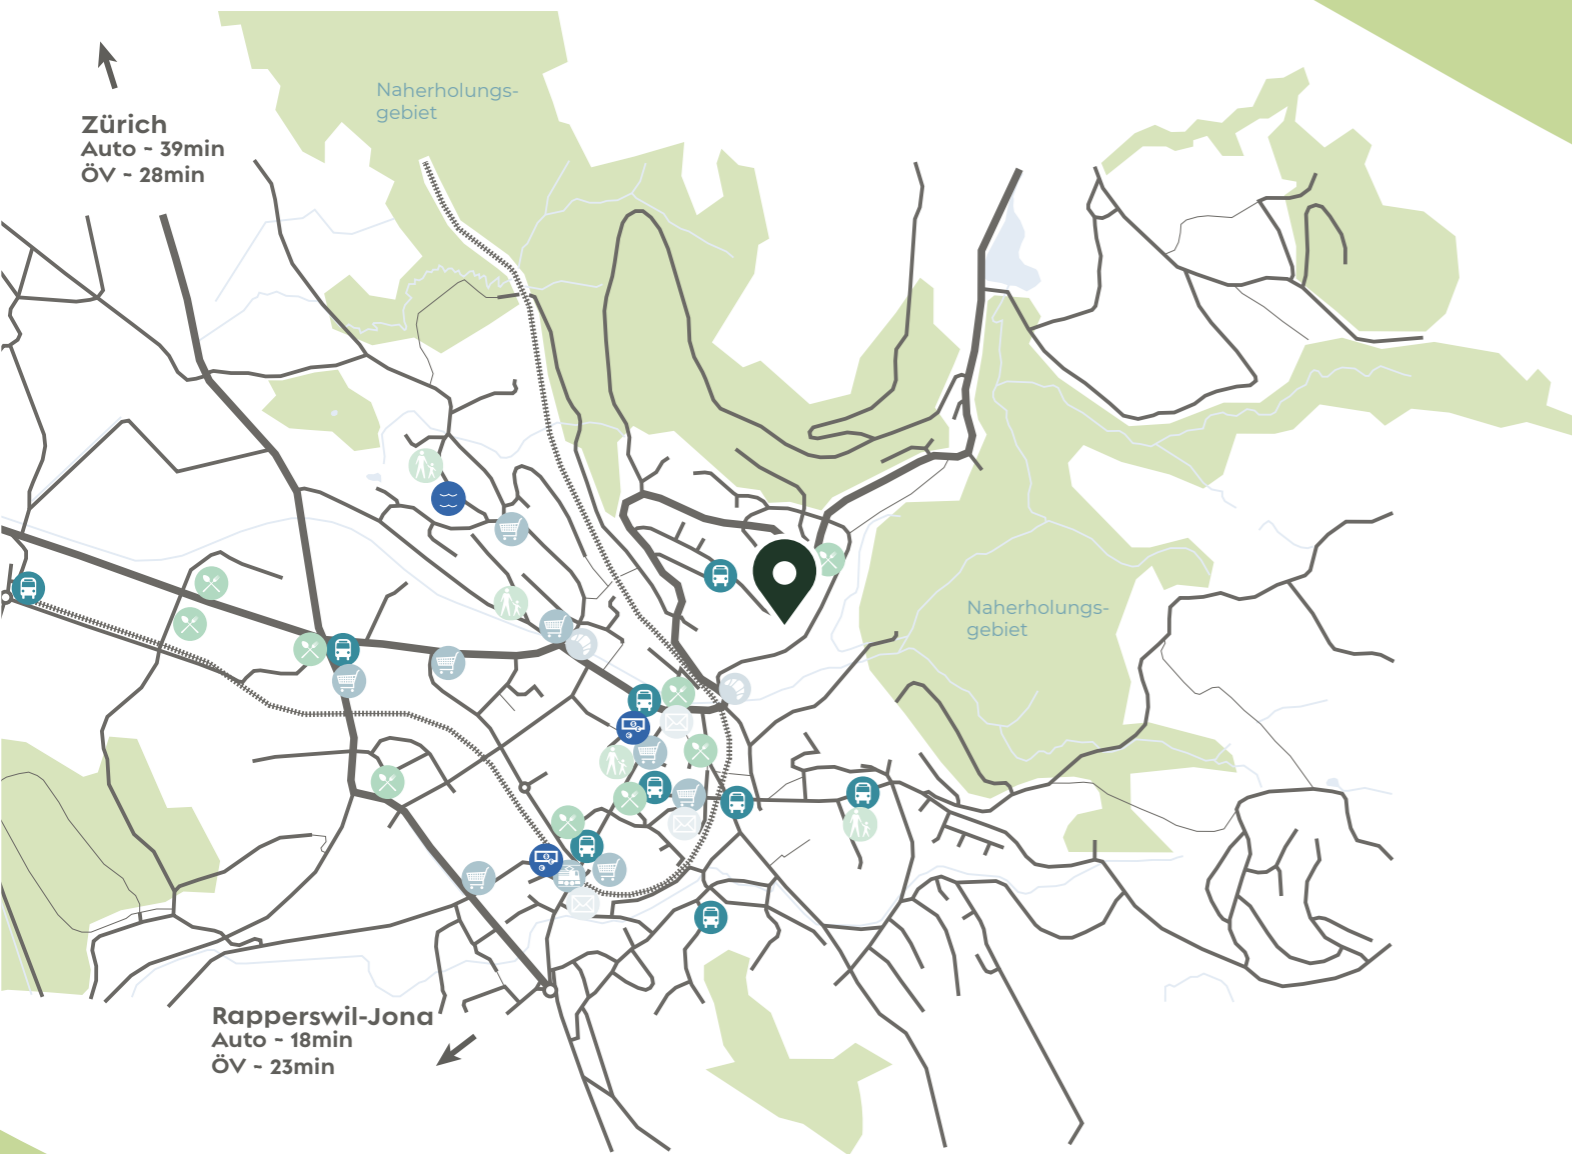 Naherholungs-
gebiet
Zürich
Auto ~ 39min
ÖV ~ 28min
Naherholungs-
gebiet
Rapperswil-Jona
Auto ~ 18min
ÖV ~ 23min